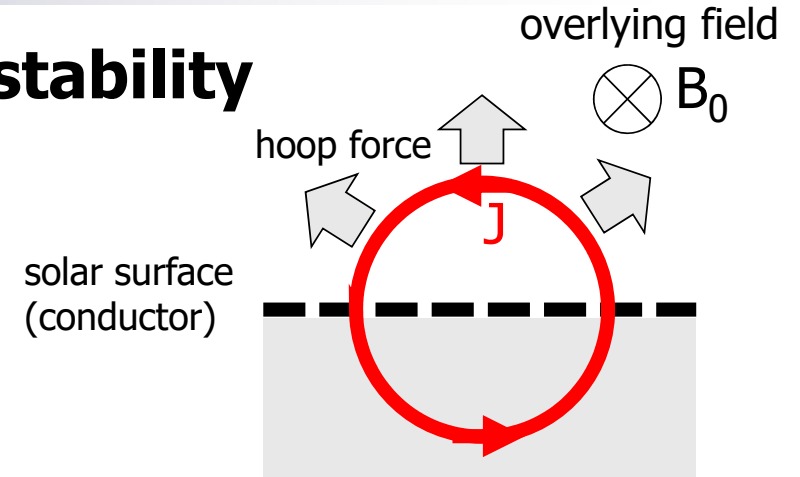 overlying field
stability
B₀
hoop force
J
solar surface
(conductor)